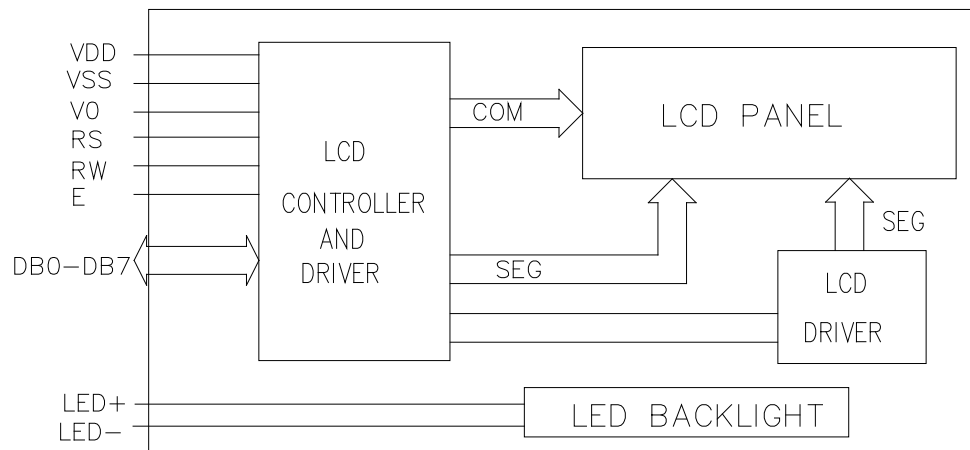 VDD
VSS
V0
RS
RW
E
DB0-DB7
LED+
LED-
LCD
CONTROLLER
AND
DRIVER
COM
SEG
LCD PANEL
SEG
LCD
DRIVER
LED BACKLIGHT